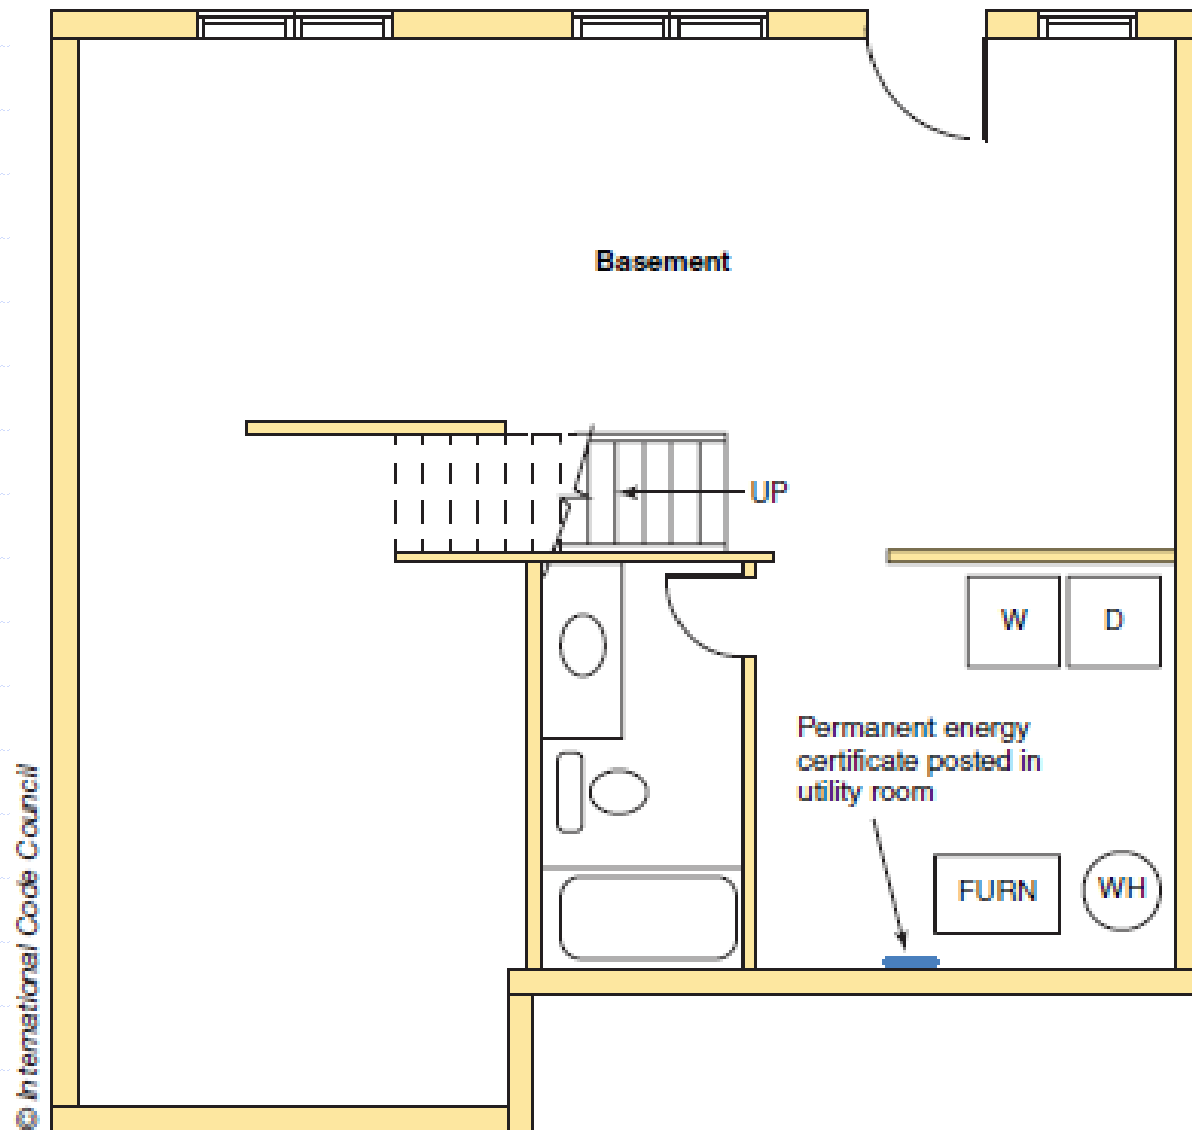 Basement
UP
W
D
Permanent energy
certificate posted in
utility room
FURN
WH
© International Code Council